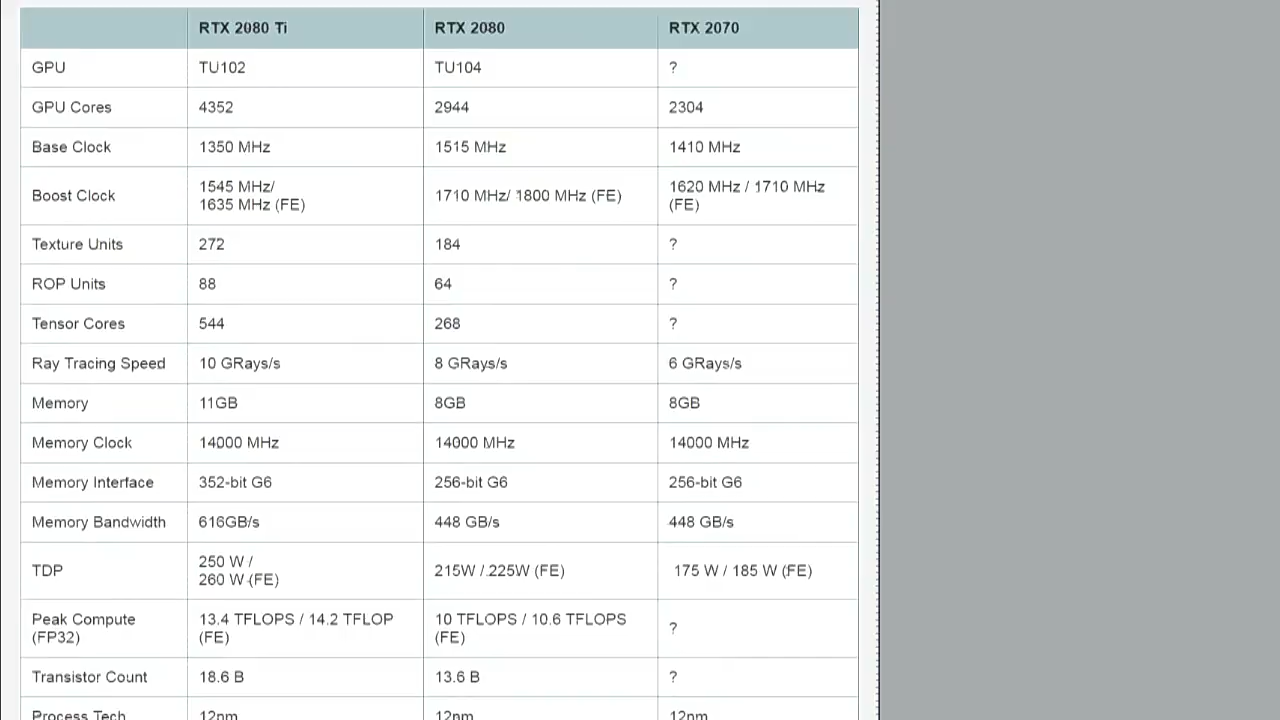 RTX 2080 Ti RTX 2080 RTX 2070
GPU TU102 TU104 ?
GPU Cores 4352 2944 2304
Base Clock 1350 MHz 1515 MHz 1410 MHz
Boost Clock 1545 MHz/
1635 MHz (FE) 1710 MHz/ 1800 MHz (FE) 1620 MHz / 1710 MHz
(FE)
Texture Units 272 184 ?
ROP Units 88 64 ?
Tensor Cores 544 268 ?
Ray Tracing Speed 10 GRays/s 8 GRays/s 6 GRays/s
Memory 11GB 8GB 8GB
Memory Clock 14000 MHz 14000 MHz 14000 MHz
Memory Interface 352-bit G6 256-bit G6 256-bit G6
Memory Bandwidth 616GB/s 448 GB/s 448 GB/s
TDP 250 W /
260 W (FE) 215W / 225W (FE) 175 W / 185 W (FE)
Peak Compute
(FP32) 13.4 TFLOPS / 14.2 TFLOP
(FE) 10 TFLOPS / 10.6 TFLOPS
(FE) ?
Transistor Count 18.6 B 13.6 B ?
Process Tech 12nm 12nm 12nm